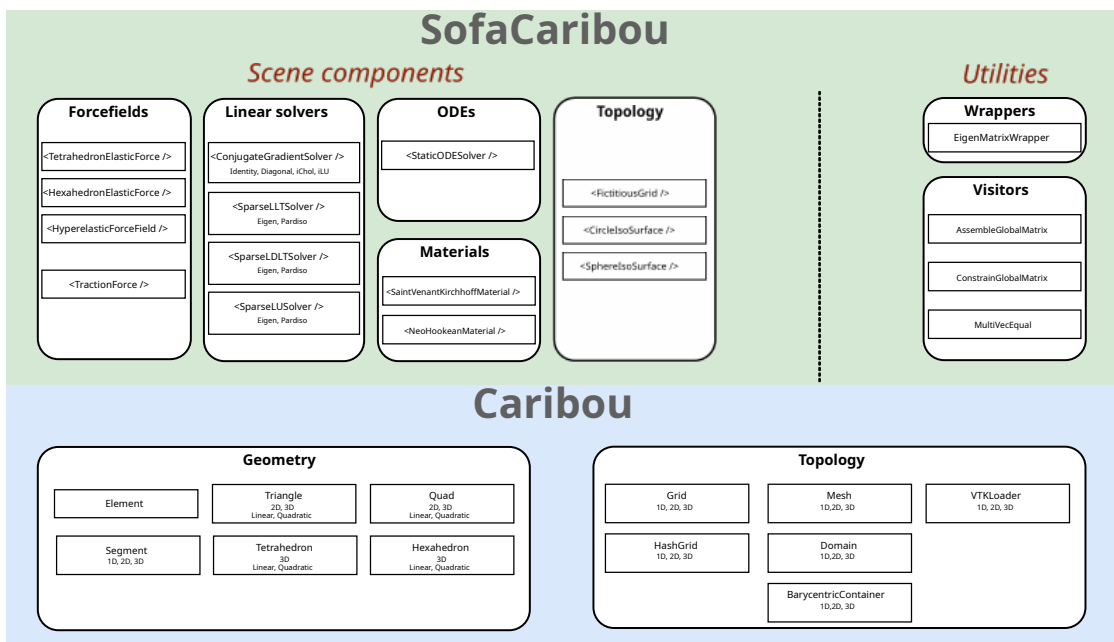 SofaCaribou
Scene components
Utilities
Forcefields
<TetrahedronElasticForce />
<HexahedronElasticForce />
<HyperelasticForceField />
<TractionForce />
Linear solvers
<ConjugateGradientSolver />
Identity, Diagonal, iChol, iLU
<SparseLLTSolver />
Eigen, Pardiso
<SparseLDLTSolver />
Eigen, Pardiso
<SparseLUSolver />
Eigen, Pardiso
ODEs
<StaticODESolver />
Materials
<SaintVenantKirchhoffMaterial />
<NeoHookeanMaterial />
Topology
<FictitiousGrid />
<CircleIsoSurface />
<SphereIsoSurface />
Wrappers
EigenMatrixWrapper
Visitors
AssembleGlobalMatrix
ConstrainGlobalMatrix
MultiVecEqual
Caribou
Geometry
Element
Triangle
2D, 3D
Linear, Quadratic
Quad
2D, 3D
Linear, Quadratic
Segment
1D, 2D, 3D
Tetrahedron
3D
Linear, Quadratic
Hexahedron
3D
Linear, Quadratic
Topology
Grid
1D, 2D, 3D
Mesh
1D,2D, 3D
VTKLoader
1D, 2D, 3D
HashGrid
1D, 2D, 3D
Domain
1D,2D, 3D
BarycentricContainer
1D,2D, 3D